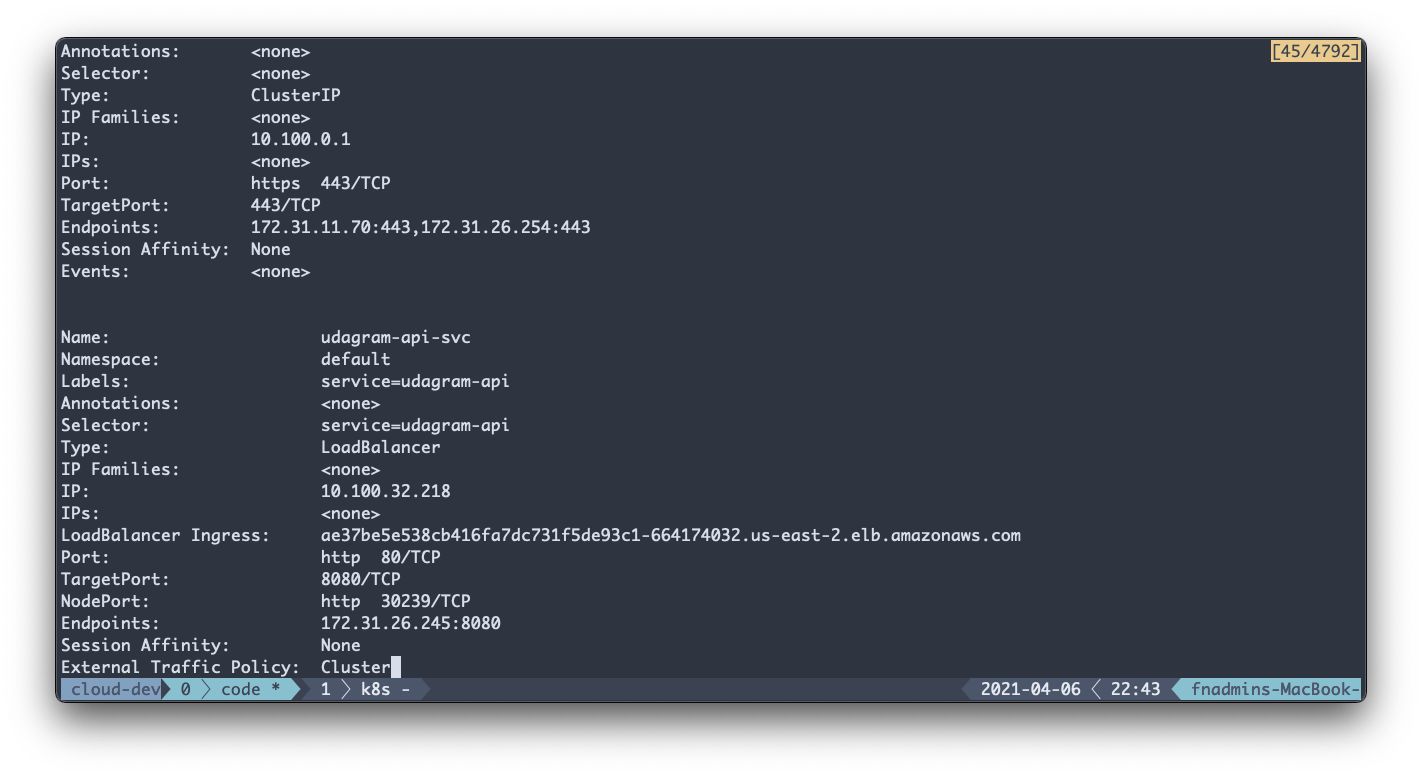 Annotations:       <none>                                                                                                [45/4792]
Selector:          <none>
Type:              ClusterIP
IP Families:       <none>
IP:                10.100.0.1
IPs:               <none>
Port:              https  443/TCP
TargetPort:        443/TCP
Endpoints:         172.31.11.70:443,172.31.26.254:443
Session Affinity:  None
Events:            <none>
Name:                     udagram-api-svc
Namespace:                default
Labels:                   service=udagram-api
Annotations:              <none>
Selector:                 service=udagram-api
Type:                     LoadBalancer
IP Families:              <none>
IP:                       10.100.32.218
IPs:                      <none>
LoadBalancer Ingress:     ae37be5e538cb416fa7dc731f5de93c1-664174032.us-east-2.elb.amazonaws.com
Port:                     http  80/TCP
TargetPort:               8080/TCP
NodePort:                 http  30239/TCP
Endpoints:                172.31.26.245:8080
Session Affinity:         None
External Traffic Policy:  Cluster
cloud-dev 0 code * 1 k8s - 2021-04-06 22:43 fnadmins-MacBook-